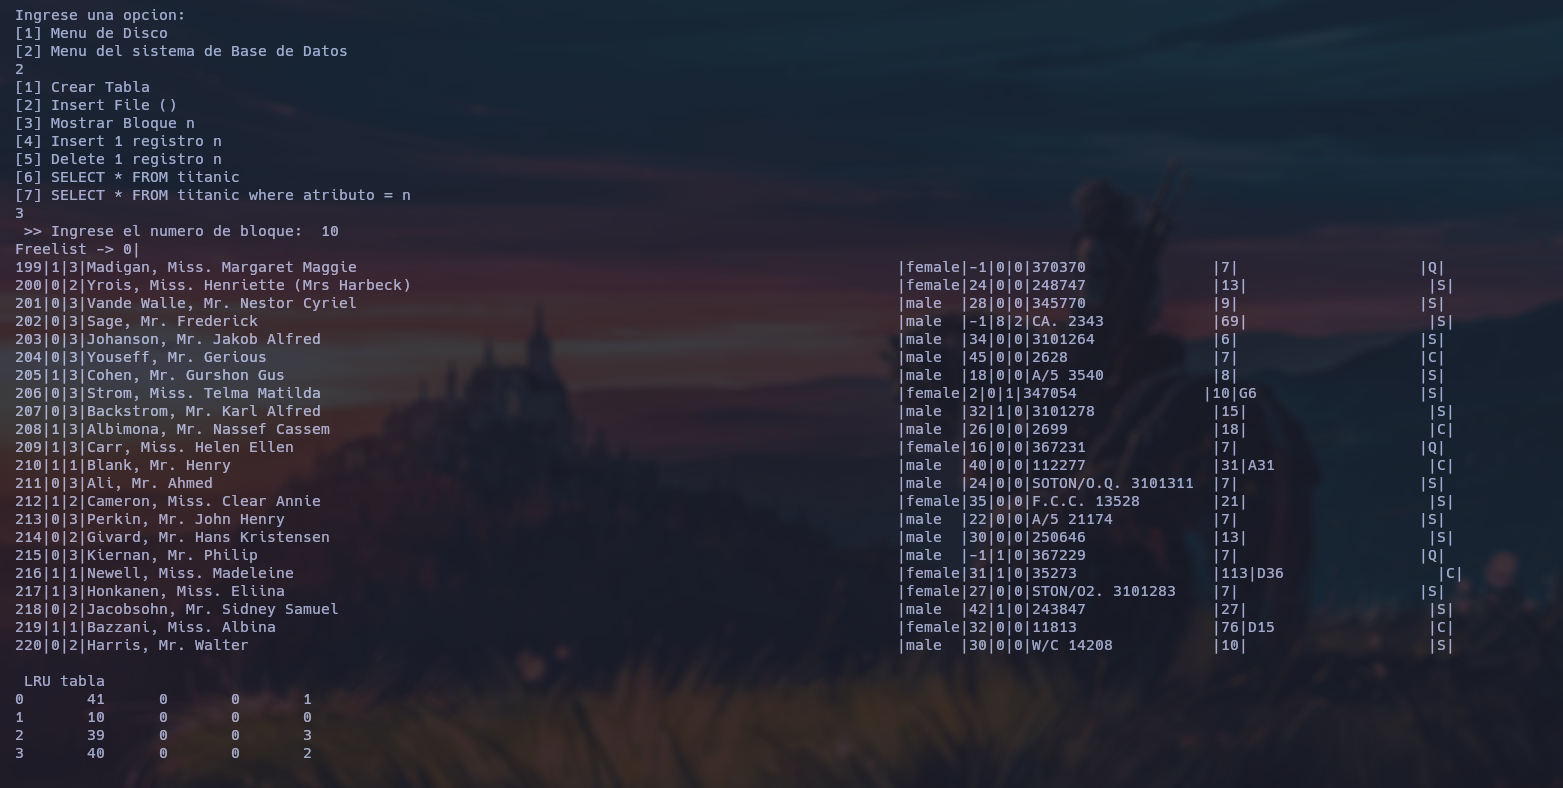 Ingrese una opcion:
[1] Menu de Disco
[2] Menu del sistema de Base de Datos
2
[1] Crear Tabla
[2] Insert File ()
[3] Mostrar Bloque n
[4] Insert 1 registro n
[5] Delete 1 registro n
[6] SELECT * FROM titanic
[7] SELECT * FROM titanic where atributo = n
3
 >> Ingrese el numero de bloque:  10
Freelist -> 0|
199|1|3|Madigan, Miss. Margaret Maggie |female|-1|0|0|370370 |7| |Q|
200|0|2|Yrois, Miss. Henriette (Mrs Harbeck) |female|24|0|0|248747 |13| |S|
201|0|3|Vande Walle, Mr. Nestor Cyriel |male  |28|0|0|345770 |9| |S|
202|0|3|Sage, Mr. Frederick |male  |-1|8|2|CA. 2343 |69| |S|
203|0|3|Johanson, Mr. Jakob Alfred |male  |34|0|0|3101264 |6| |S|
204|0|3|Youseff, Mr. Gerious |male  |45|0|0|2628 |7| |C|
205|1|3|Cohen, Mr. Gurshon Gus |male  |18|0|0|A/5 3540 |8| |S|
206|0|3|Strom, Miss. Telma Matilda |female|2|0|1|347054 |10|G6 |S|
207|0|3|Backstrom, Mr. Karl Alfred |male  |32|1|0|3101278 |15| |S|
208|1|3|Albimona, Mr. Nassef Cassem |male  |26|0|0|2699 |18| |C|
209|1|3|Carr, Miss. Helen Ellen |female|16|0|0|367231 |7| |Q|
210|1|1|Blank, Mr. Henry |male  |40|0|0|112277 |31|A31 |C|
211|0|3|Ali, Mr. Ahmed |male  |24|0|0|SOTON/O.Q. 3101311 |7| |S|
212|1|2|Cameron, Miss. Clear Annie |female|35|0|0|F.C.C. 13528 |21| |S|
213|0|3|Perkin, Mr. John Henry |male  |22|0|0|A/5 21174 |7| |S|
214|0|2|Givard, Mr. Hans Kristensen |male  |30|0|0|250646 |13| |S|
215|0|3|Kiernan, Mr. Philip |male  |-1|1|0|367229 |7| |Q|
216|1|1|Newell, Miss. Madeleine |female|31|1|0|35273 |113|D36 |C|
217|1|3|Honkanen, Miss. Eliina |female|27|0|0|STON/O2. 3101283 |7| |S|
218|0|2|Jacobsohn, Mr. Sidney Samuel |male  |42|1|0|243847 |27| |S|
219|1|1|Bazzani, Miss. Albina |female|32|0|0|11813 |76|D15 |C|
220|0|2|Harris, Mr. Walter |male  |30|0|0|W/C 14208 |10| |S|
 LRU tabla
0 41 0 0 1
1 10 0 0 0
2 39 0 0 3
3 40 0 0 2